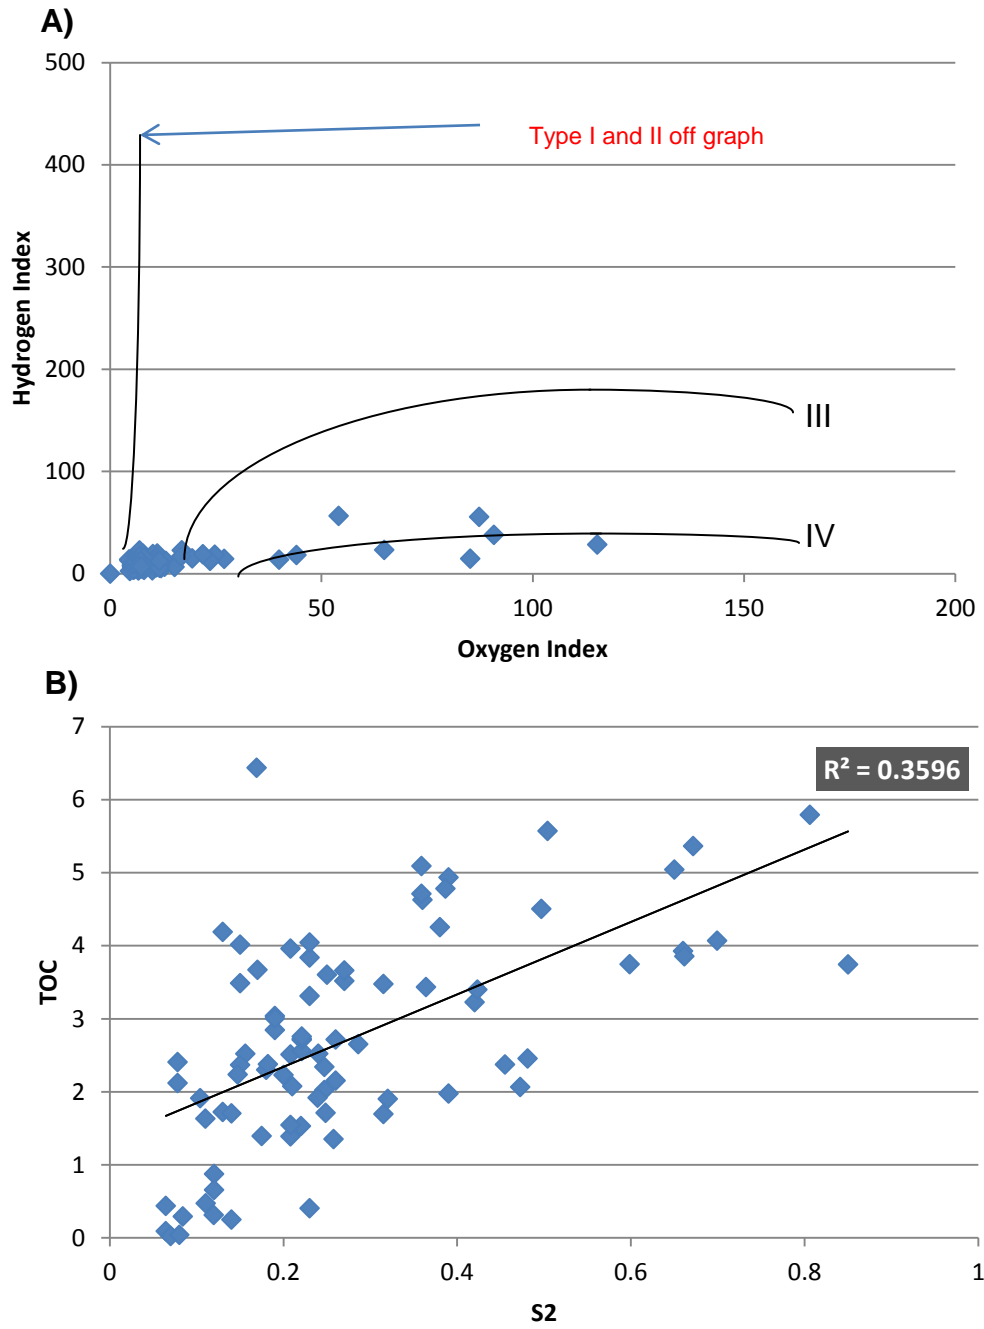 A)
500
400
300
200
100
0
Hydrogen Index
Type I and II off graph
III
IV
0 50 100 150 200
Oxygen Index
B)
7
6
5
4
3
2
1
0
TOC
R² = 0.3596
0 0.2 0.4 0.6 0.8 1
S2